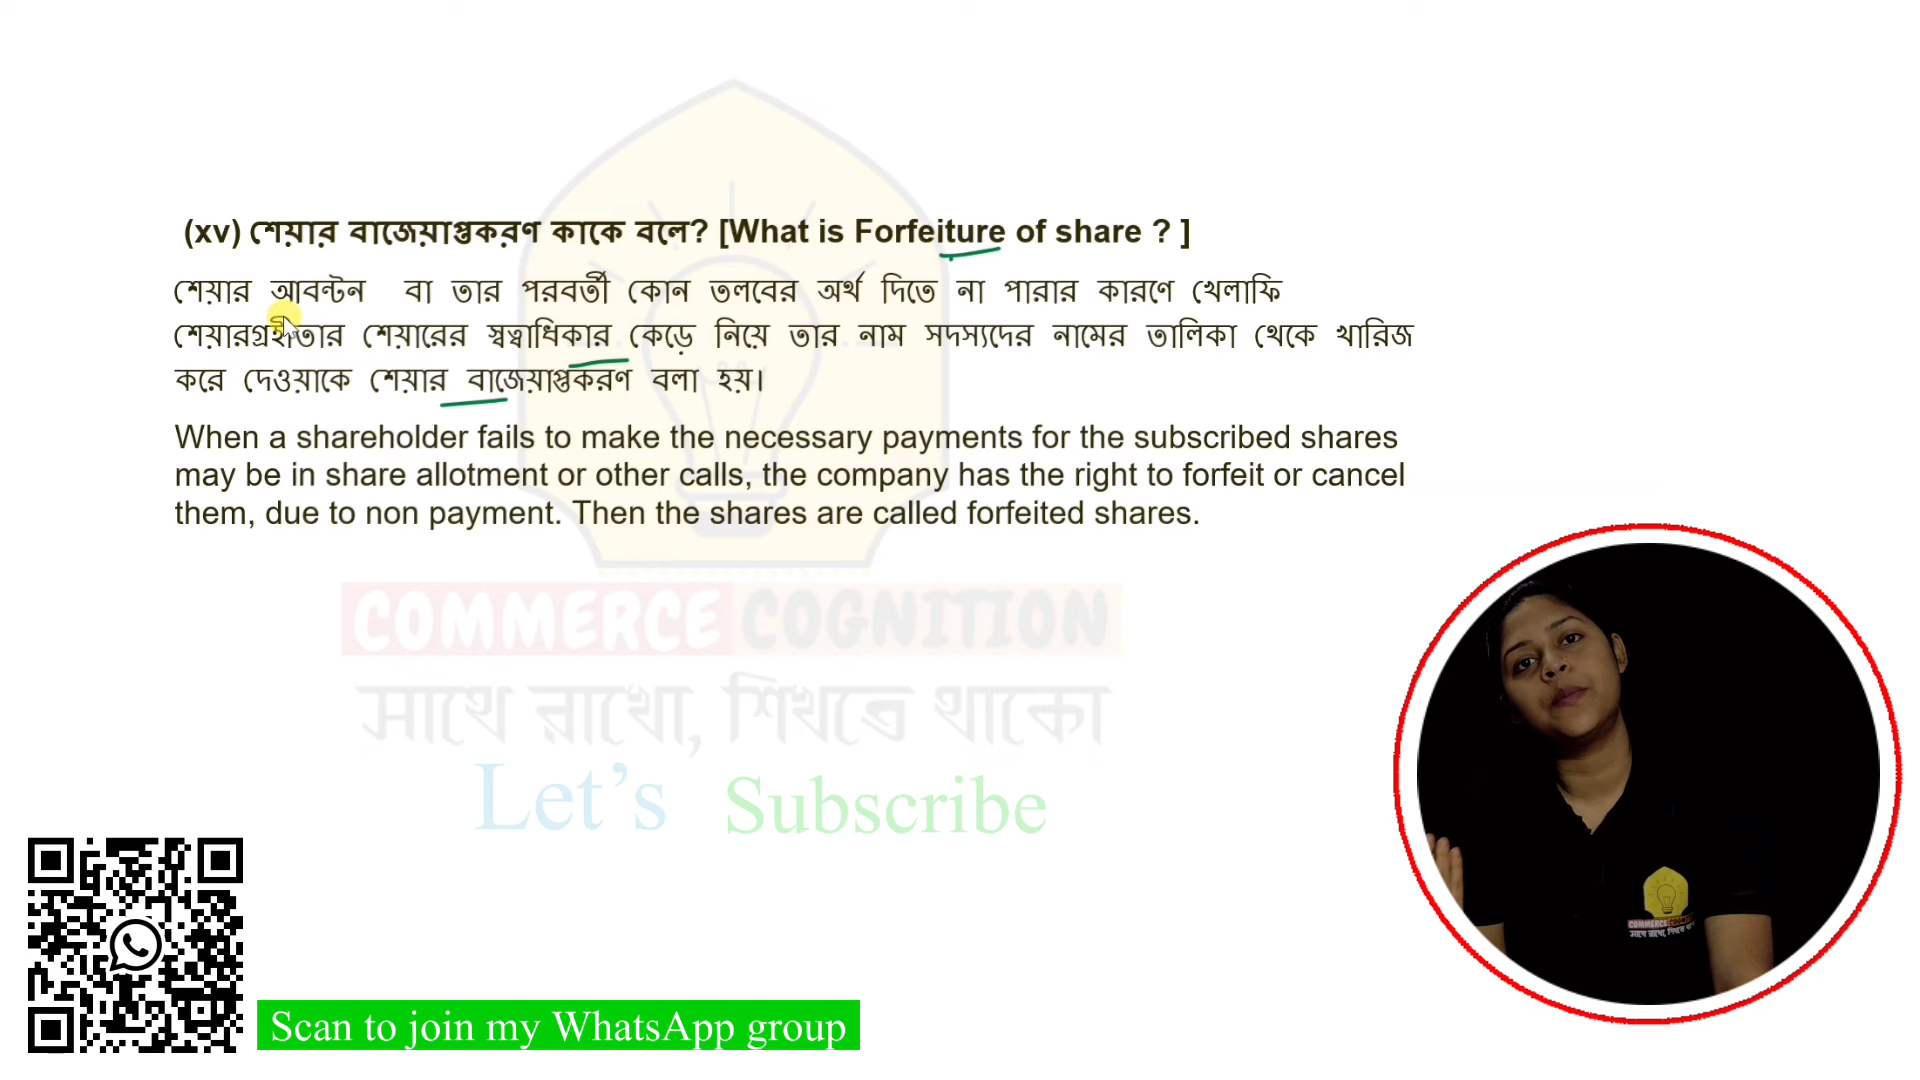 (xv) শেয়ার বাজেয়াপ্তকরণ কাকে বলে? [What is Forfeiture of share ? ]
শেয়ার আবন্টন বা তার পরবর্তী কোন তলবের অর্থ দিতে না পারার কারণে খেলাফি
শেয়ারগ্রহীতার শেয়ারের স্বত্বাধিকার কেড়ে নিয়ে তার নাম সদস্যদের নামের তালিকা থেকে খারিজ
করে দেওয়াকে শেয়ার বাজেয়াপ্তকরণ বলা হয়।
When a shareholder fails to make the necessary payments for the subscribed shares
may be in share allotment or other calls, the company has the right to forfeit or cancel
them, due to non payment. Then the shares are called forfeited shares.
COMMERCE COGNITION
সাথে রাখো, শিখতে থাকো
Let’s Subscribe
COMMERCE COGNITION
সাথে রাখো, শিখতে থাকো
Scan to join my WhatsApp group